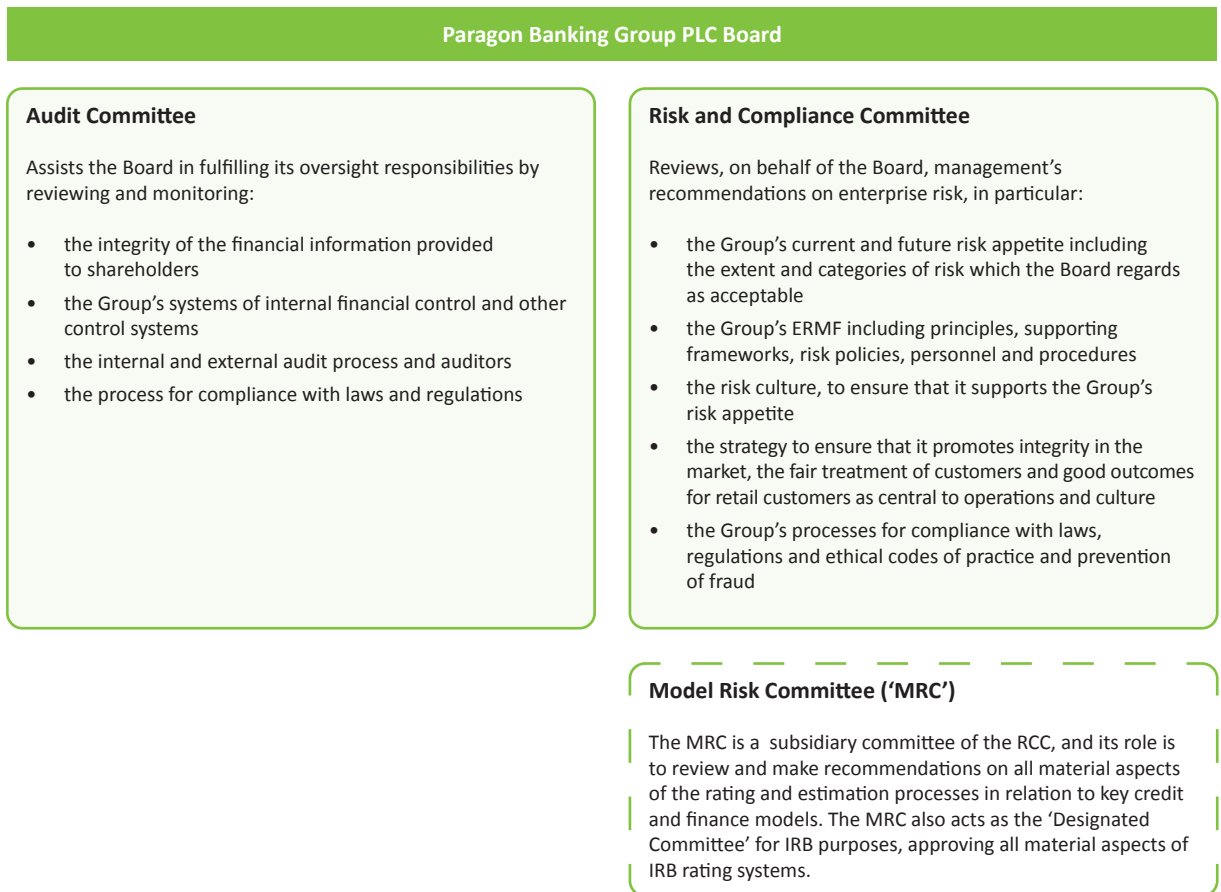 Paragon Banking Group PLC Board
Audit Committee
Assists the Board in fulfilling its oversight responsibilities by
reviewing and monitoring:
• the integrity of the financial information provided
to shareholders
• the Group's systems of internal financial control and other
control systems
• the internal and external audit process and auditors
• the process for compliance with laws and regulations
Risk and Compliance Committee
Reviews, on behalf of the Board, management's
recommendations on enterprise risk, in particular:
• the Group's current and future risk appetite including
the extent and categories of risk which the Board regards
as acceptable
• the Group's ERMF including principles, supporting
frameworks, risk policies, personnel and procedures
• the risk culture, to ensure that it supports the Group's
risk appetite
• the strategy to ensure that it promotes integrity in the
market, the fair treatment of customers and good outcomes
for retail customers as central to operations and culture
• the Group's processes for compliance with laws,
regulations and ethical codes of practice and prevention
of fraud
Model Risk Committee (‘MRC’)
The MRC is a subsidiary committee of the RCC, and its role is
to review and make recommendations on all material aspects
of the rating and estimation processes in relation to key credit
and finance models. The MRC also acts as the ‘Designated
Committee’ for IRB purposes, approving all material aspects of
IRB rating systems.